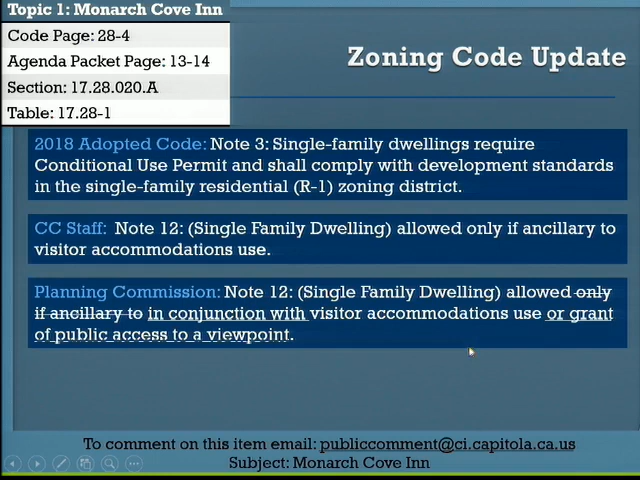 Topic 1: Monarch Cove Inn
Code Page: 28-4
Agenda Packet Page: 13-14
Section: 17.28.020.A
Table: 17.28-1
Zoning Code Update
2018 Adopted Code: Note 3: Single-family dwellings require
Conditional Use Permit and shall comply with development standards
in the single-family residential (R-1) zoning district.
CC Staff: Note 12: (Single Family Dwelling) allowed only if ancillary to
visitor accommodations use.
Planning Commission: Note 12: (Single Family Dwelling) allowed only
if ancillary to in conjunction with visitor accommodations use or grant
of public access to a viewpoint.
To comment on this item email: publiccomment@ci.capitola.ca.us
Subject: Monarch Cove Inn